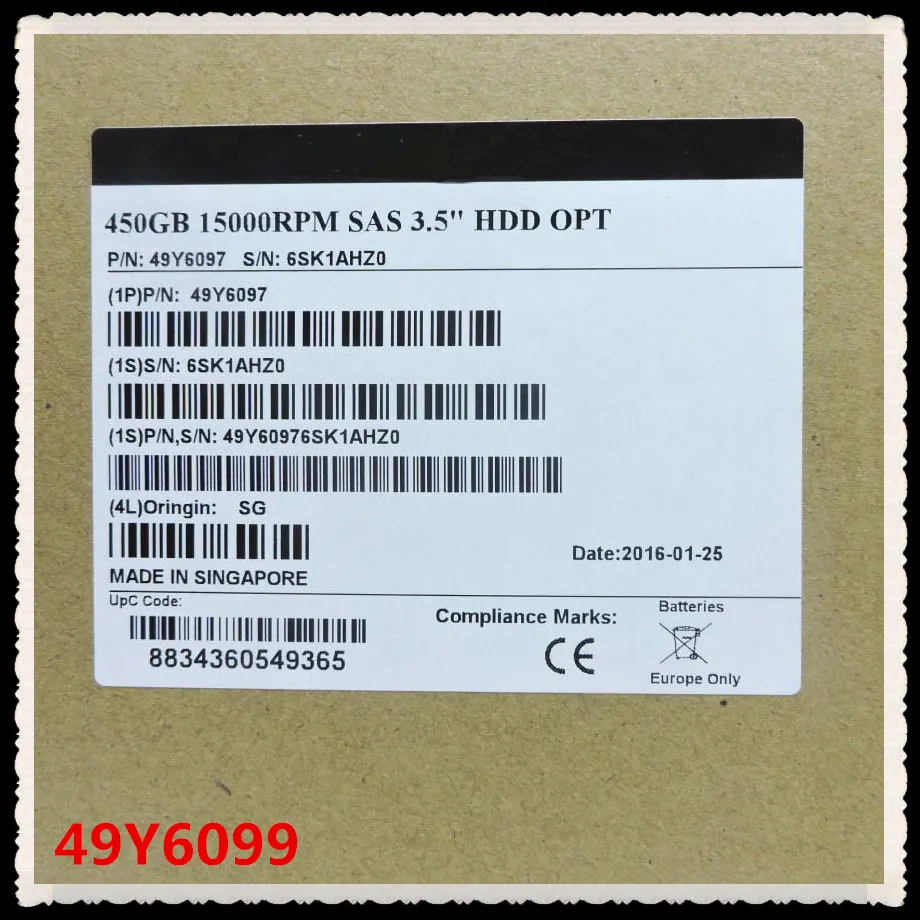 450GB 15000RPM SAS 3.5" HDD OPT
P/N: 49Y6097 S/N: 6SK1AHZ0
(1P)P/N: 49Y6097
(1S)S/N: 6SK1AHZ0
(1S)P/N,S/N: 49Y60976SK1AHZ0
(4L)Oringin: SG
Date:2016-01-25
MADE IN SINGAPORE
UpC Code:
8834360549365
Compliance Marks:
CE
Batteries
Europe Only
49Y6099